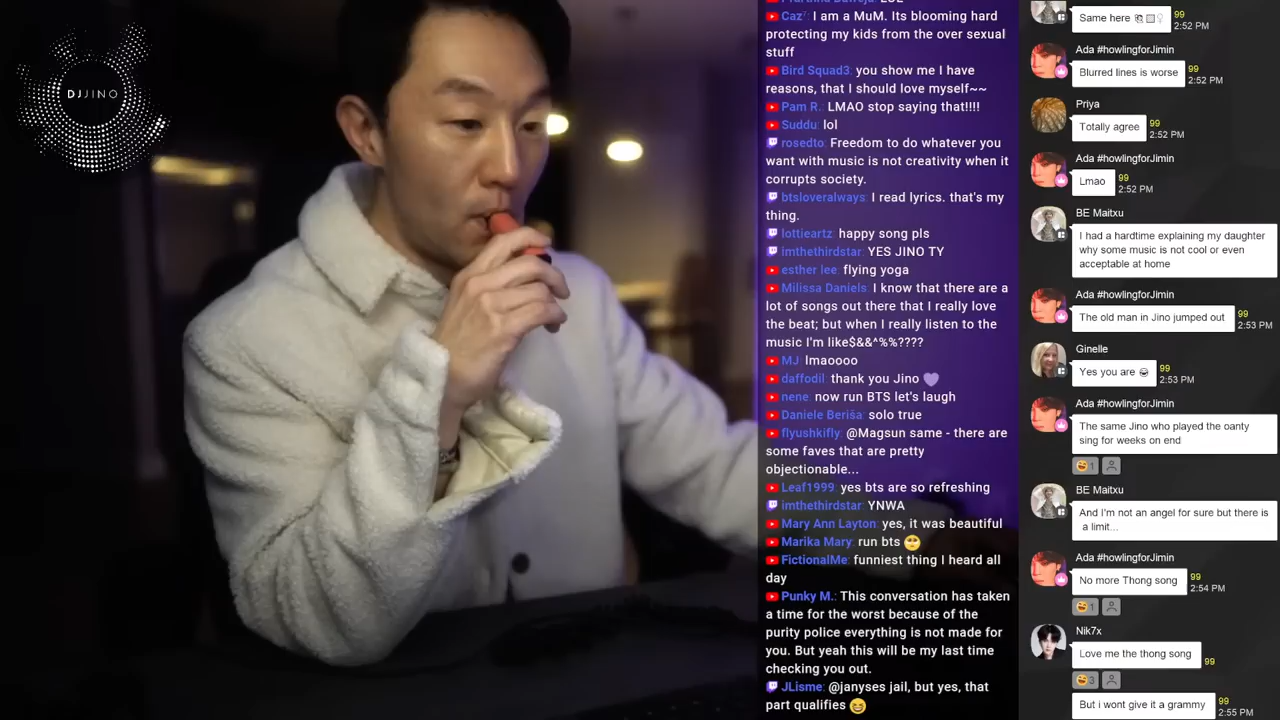 DJ JINO
Caz: I am a MuM. Its blooming hard
protecting my kids from the over sexual
stuff
Bird Squad3: you show me I have
reasons, that I should love myself~~
Pam R.: LMAO stop saying that!!!!
Suddu: lol
rosedto: Freedom to do whatever you
want with music is not creativity when it
corrupts society.
btsloveralways: I read lyrics. that's my
thing.
lottieartz: happy song pls
imthethirdstar: YES JINO TY
esther lee: flying yoga
Milissa Daniels: I know that there are a
lot of songs out there that I really love
the beat; but when I really listen to the
music I'm like$&&^%%????
MJ: lmaoooo
daffodil: thank you Jino 💜
nene: now run BTS let's laugh
Daniele Beriša: solo true
flyushkifly: @Magsun same - there are
some faves that are pretty
objectionable...
Leaf1999: yes bts are so refreshing
imthethirdstar: YNWA
Mary Ann Layton: yes, it was beautiful
Marika Mary: run bts 🥺
FictionalMe: funniest thing I heard all
day
Punky M.: This conversation has taken
a time for the worst because of the
purity police everything is not made for
you. But yeah this will be my last time
checking you out.
JLisme: @janyses jail, but yes, that
part qualifies 😄
Same here
99
2:52 PM
Ada #howlingforJimin
Blurred lines is worse
99
2:52 PM
Priya
Totally agree
99
2:52 PM
Ada #howlingforJimin
Lmao
99
2:52 PM
BE Maitxu
I had a hardtime explaining my daughter
why some music is not cool or even
acceptable at home
Ada #howlingforJimin
The old man in Jino jumped out
99
2:53 PM
Ginelle
Yes you are 😂
99
2:53 PM
Ada #howlingforJimin
The same Jino who played the oanty
sing for weeks on end
1
BE Maitxu
And I'm not an angel for sure but there is
a limit...
Ada #howlingforJimin
No more Thong song
99
2:54 PM
1
Nik7x
Love me the thong song
99
3
But i wont give it a grammy
99
2:55 PM